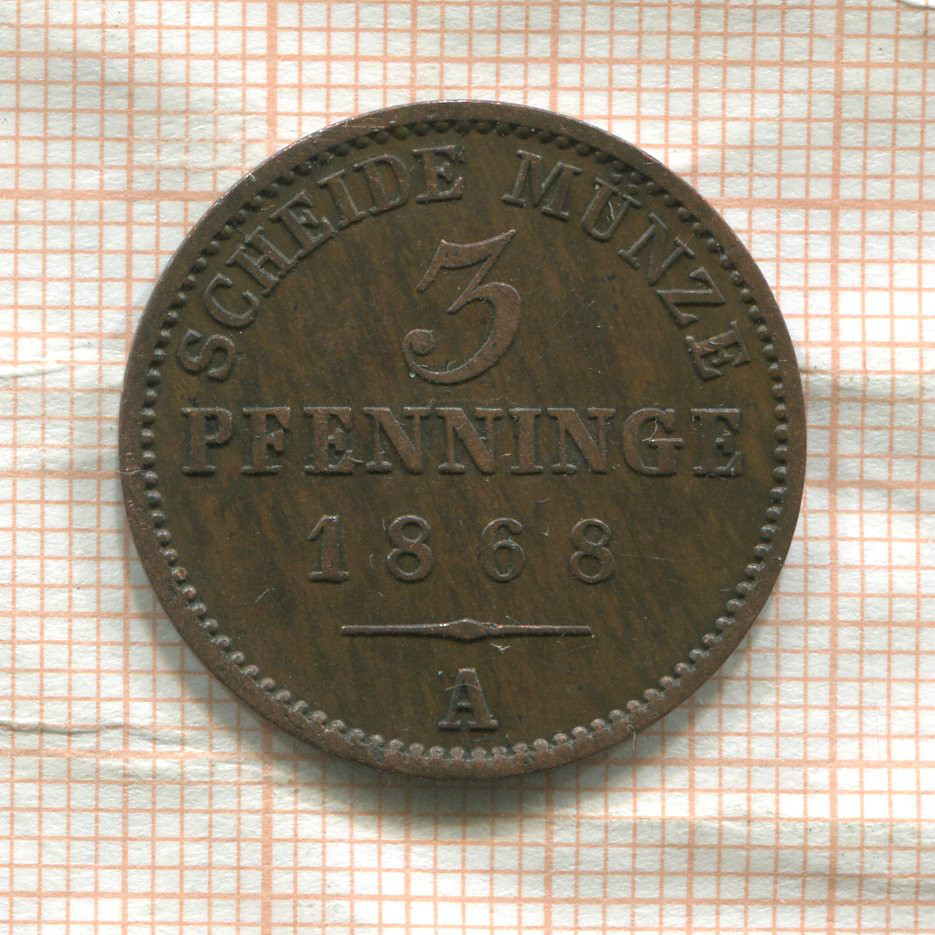 SCHEIDE MÜNZE
3
PFENNINGE
1868
A